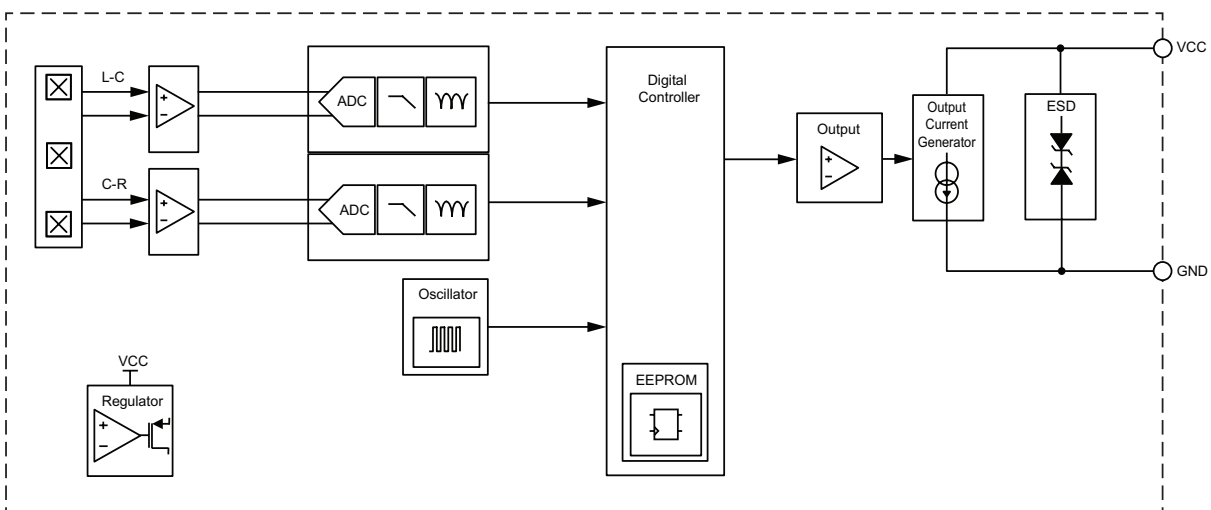 L-C
+
−
ADC
C-R
+
−
ADC
Oscillator
VCC
Regulator
+
−
Digital
Controller
EEPROM
Output
+
−
Output
Current
Generator
ESD
VCC
GND